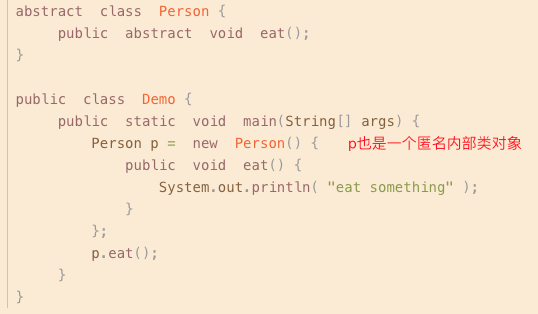 abstract class Person {
public abstract void eat();
}
public class Demo {
public static void main(String[] args) {
Person p = new Person() { p也是一个匿名内部类对象
public void eat() {
System.out.println( "eat something" );
}
};
p.eat();
}
}